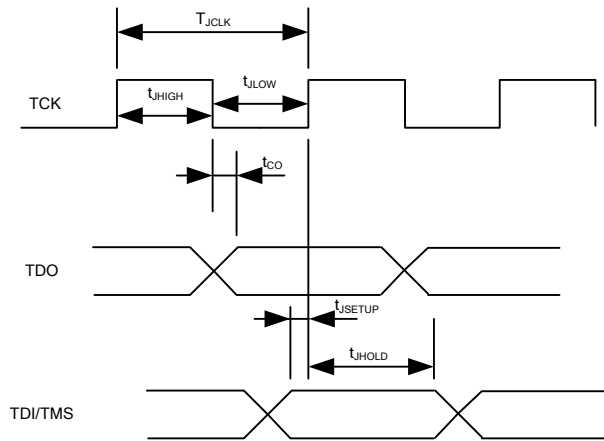 TJCLK
TCK
tJHIGH
tJLOW
tCO
TDO
tJSETUP
tJHOLD
TDI/TMS